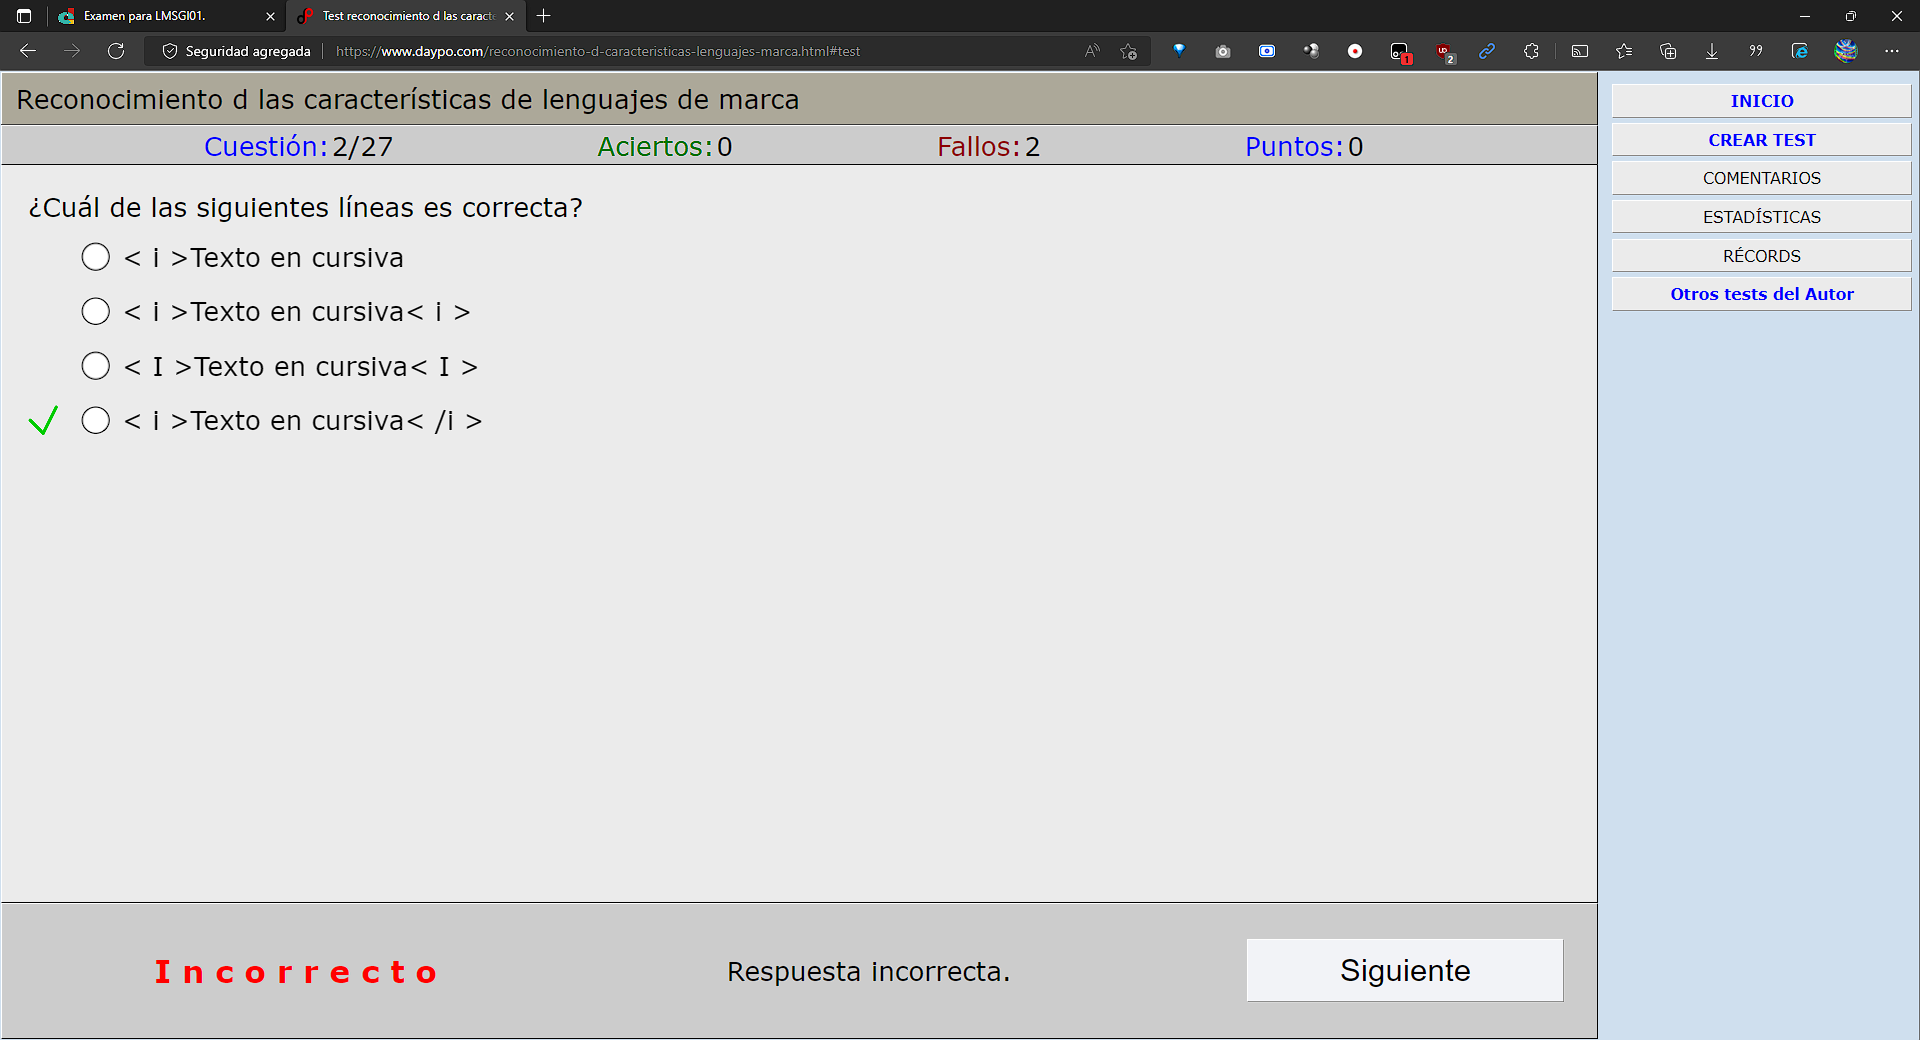 Examen para LMSGI01.
Test reconocimiento d las caracte
Seguridad agregada
https://www.daypo.com/reconocimiento-d-caracteristicas-lenguajes-marca.html#test
1
2
Reconocimiento d las características de lenguajes de marca
Cuestión: 2/27 Aciertos: 0 Fallos: 2 Puntos: 0
¿Cuál de las siguientes líneas es correcta?
< i >Texto en cursiva
< i >Texto en cursiva< i >
< I >Texto en cursiva< I >
< i >Texto en cursiva< /i >
Incorrecto
Respuesta incorrecta.
Siguiente
INICIO
CREAR TEST
COMENTARIOS
ESTADÍSTICAS
RÉCORDS
Otros tests del Autor